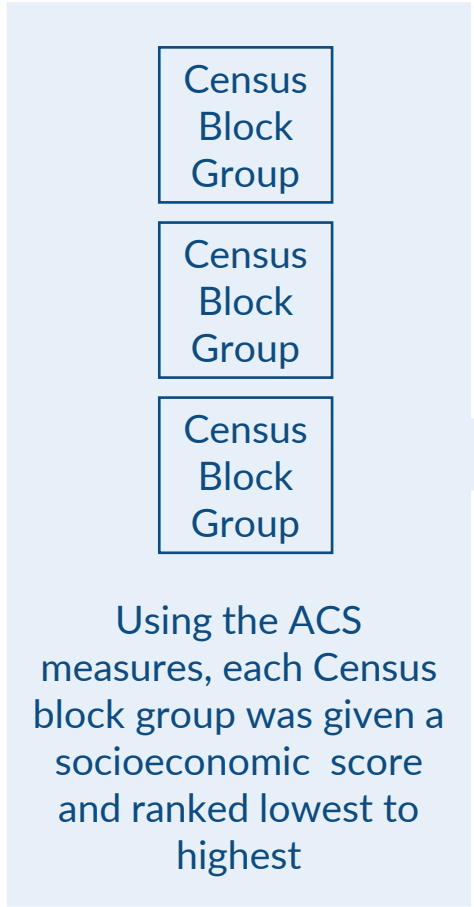 Census
Block
Group
Census
Block
Group
Census
Block
Group
Using the ACS
measures, each Census
block group was given a
socioeconomic  score
and ranked lowest to
highest